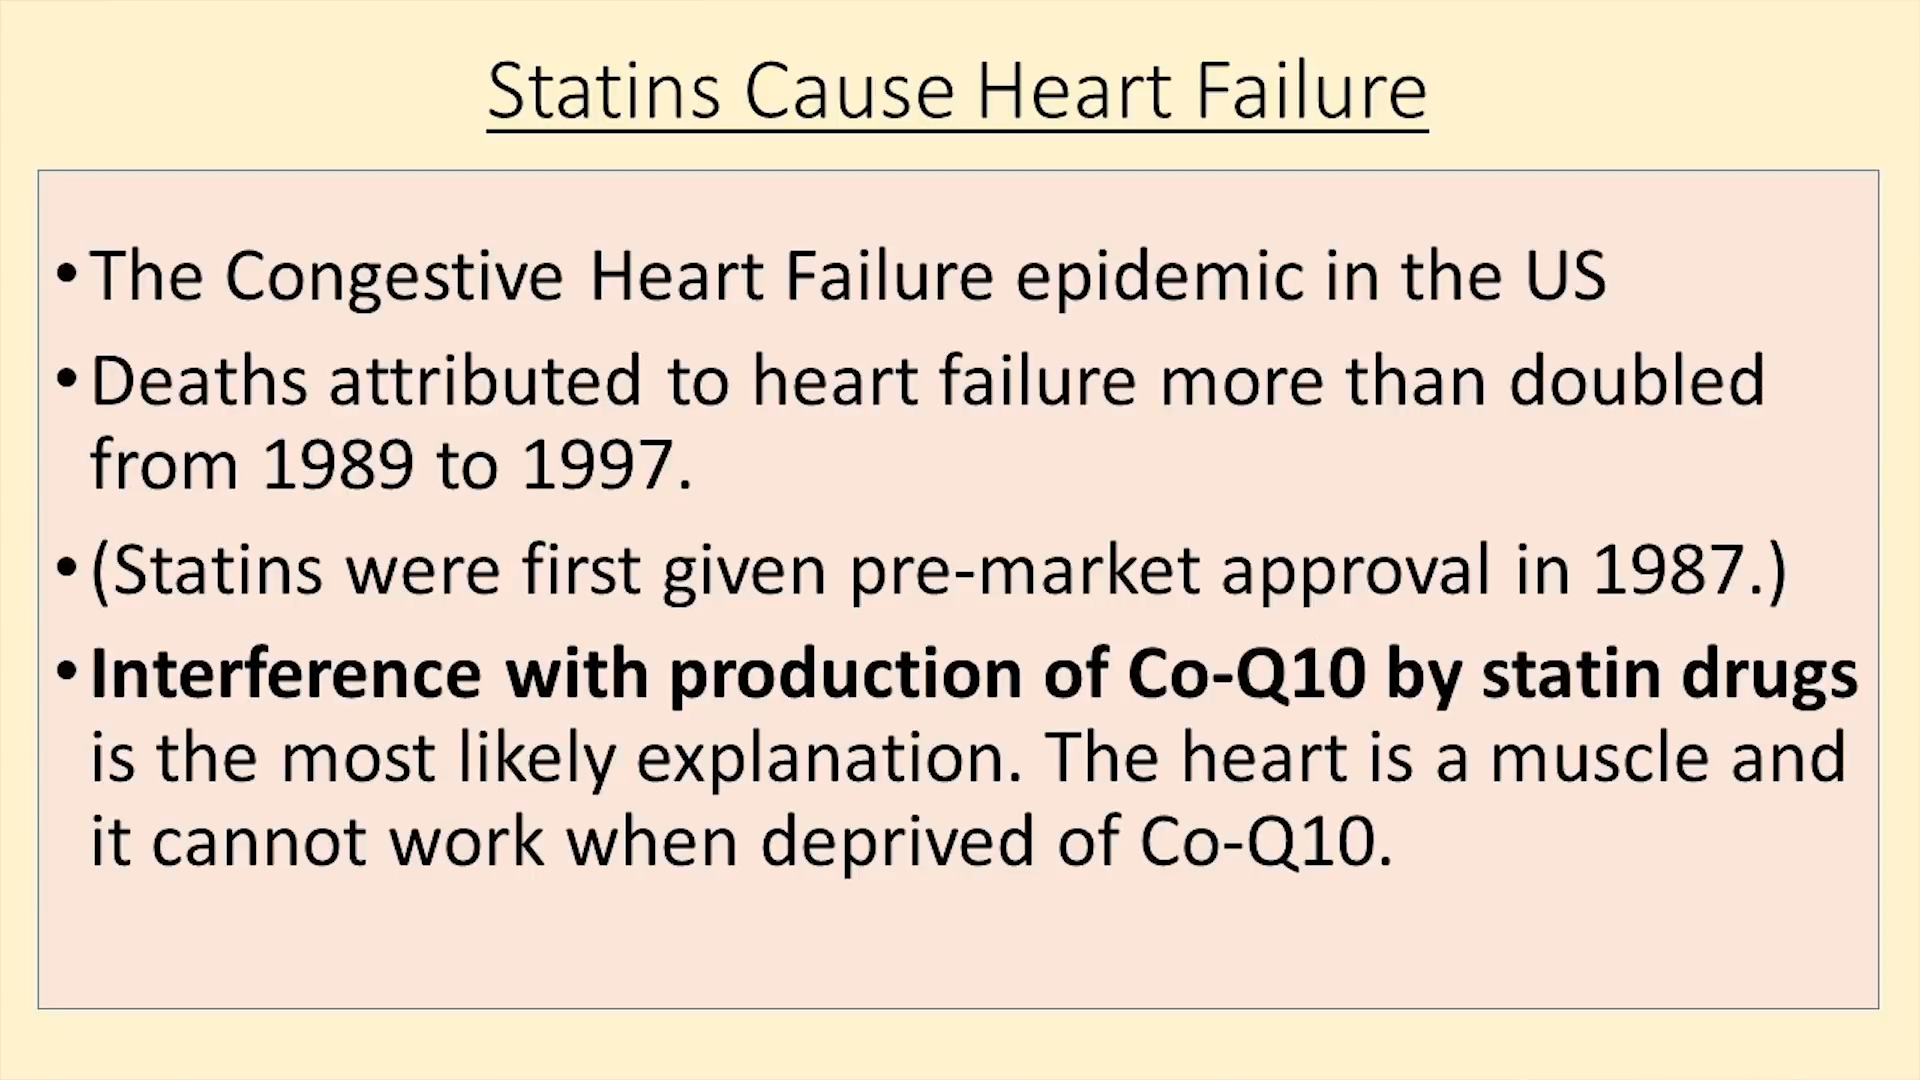 Statins Cause Heart Failure
• The Congestive Heart Failure epidemic in the US
• Deaths attributed to heart failure more than doubled
from 1989 to 1997.
• (Statins were first given pre-market approval in 1987.)
• Interference with production of Co-Q10 by statin drugs
is the most likely explanation. The heart is a muscle and
it cannot work when deprived of Co-Q10.